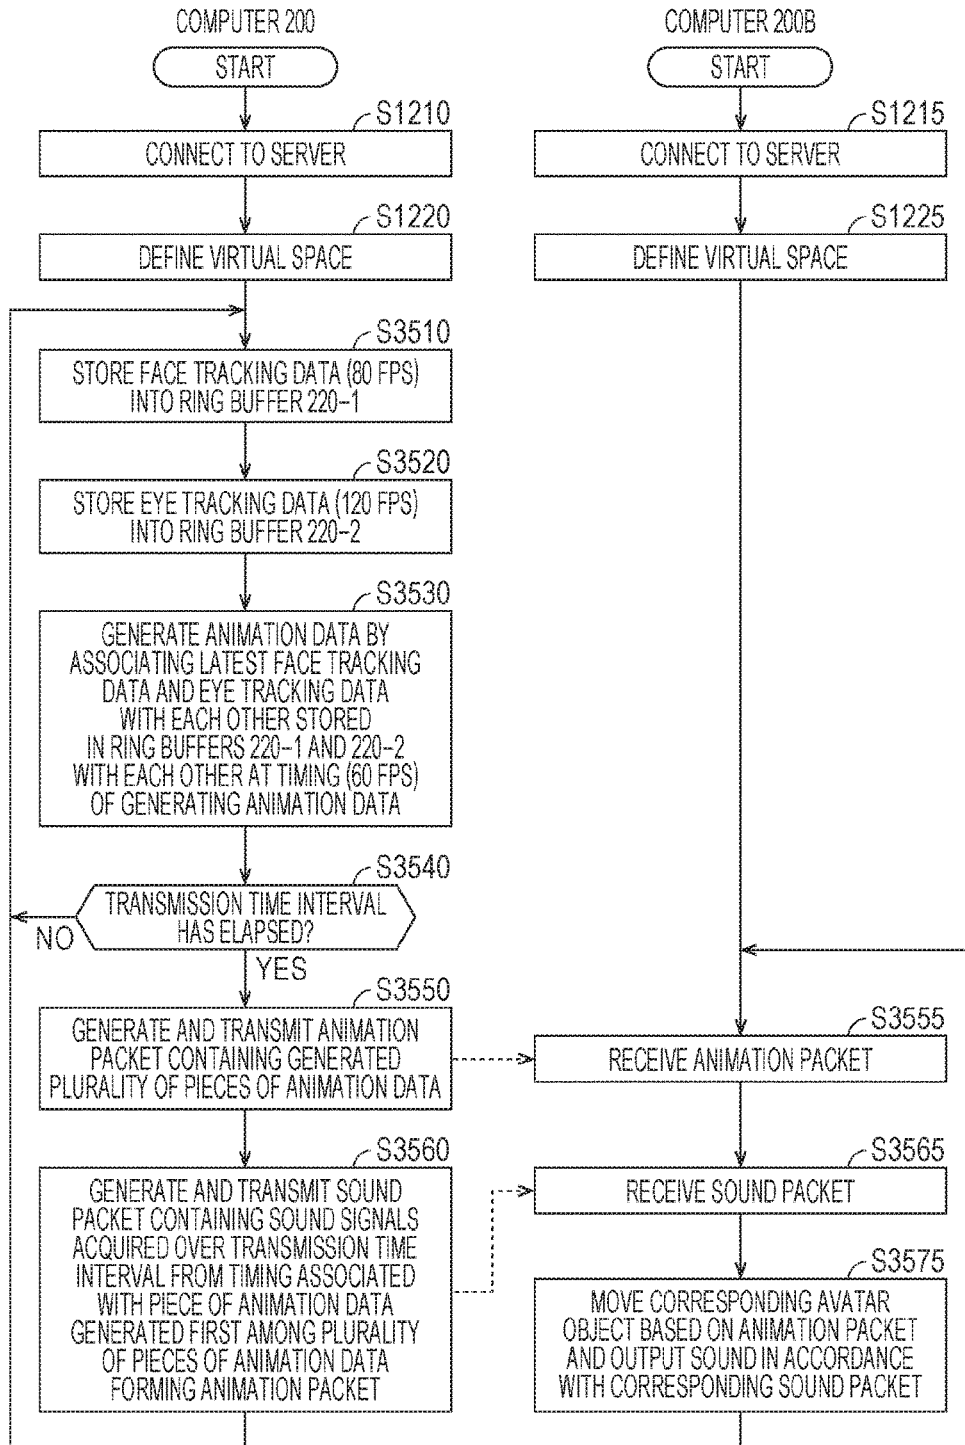 COMPUTER 200
START
S1210
CONNECT TO SERVER
S1220
DEFINE VIRTUAL SPACE
S3510
STORE FACE TRACKING DATA (80 FPS)
INTO RING BUFFER 220-1
S3520
STORE EYE TRACKING DATA (120 FPS)
INTO RING BUFFER 220-2
S3530
GENERATE ANIMATION DATA BY
ASSOCIATING LATEST FACE TRACKING
DATA AND EYE TRACKING DATA
WITH EACH OTHER STORED
IN RING BUFFERS 220-1 AND 220-2
WITH EACH OTHER AT TIMING (60 FPS)
OF GENERATING ANIMATION DATA
S3540
TRANSMISSION TIME INTERVAL
HAS ELAPSED?
NO
YES
S3550
GENERATE AND TRANSMIT ANIMATION
PACKET CONTAINING GENERATED
PLURALITY OF PIECES OF ANIMATION DATA
S3560
GENERATE AND TRANSMIT SOUND
PACKET CONTAINING SOUND SIGNALS
ACQUIRED OVER TRANSMISSION TIME
INTERVAL FROM TIMING ASSOCIATED
WITH PIECE OF ANIMATION DATA
GENERATED FIRST AMONG PLURALITY
OF PIECES OF ANIMATION DATA
FORMING ANIMATION PACKET
COMPUTER 200B
START
S1215
CONNECT TO SERVER
S1225
DEFINE VIRTUAL SPACE
S3555
RECEIVE ANIMATION PACKET
S3565
RECEIVE SOUND PACKET
S3575
MOVE CORRESPONDING AVATAR
OBJECT BASED ON ANIMATION PACKET
AND OUTPUT SOUND IN ACCORDANCE
WITH CORRESPONDING SOUND PACKET